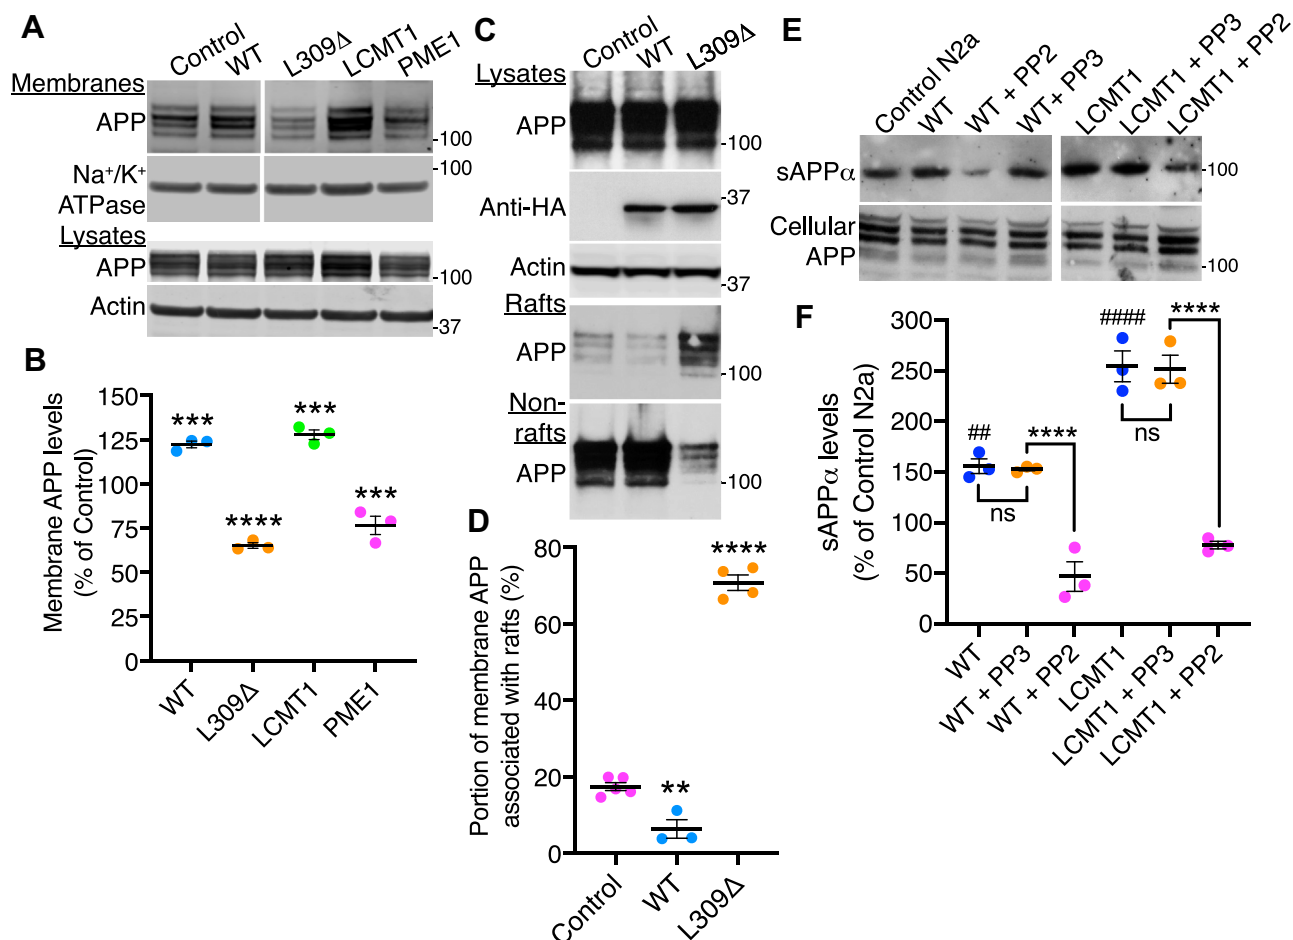 A
Control
WT
L309Δ
LCMT1
PME1
Membranes
APP
-100
Na⁺/K⁺
ATPase
-100
Lysates
APP
-100
Actin
-37
B
Membrane APP levels
(% of Control)
150
125
100
75
50
25
0
***
****
***
***
WT
L309Δ
LCMT1
PME1
C
Control
WT
L309Δ
Lysates
APP
-100
Anti-HA
-37
Actin
-37
Rafts
APP
-100
Non-
rafts
APP
-100
D
Portion of membrane APP
associated with rafts (%)
80
60
40
20
0
**
****
Control
WT
L309Δ
E
Control N2a
WT
WT + PP2
WT + PP3
LCMT1
LCMT1 + PP3
LCMT1 + PP2
sAPPα
-100
Cellular
APP
-100
F
sAPPα levels
(% of Control N2a)
300
250
200
150
100
50
0
##
****
ns
####
****
ns
WT
WT + PP3
WT + PP2
LCMT1
LCMT1 + PP3
LCMT1 + PP2